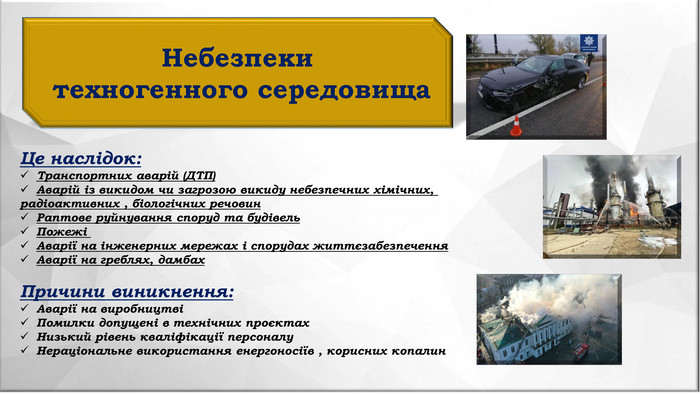 Небезпеки
техногенного середовища
Це наслідок:
✓ Транспортних аварій (ДТП)
✓ Аварій із викидом чи загрозою викиду небезпечних хімічних,
радіоактивних , біологічних речовин
✓ Раптове руйнування споруд та будівель
✓ Пожежі
✓ Аварії на інженерних мережах і спорудах життєзабезпечення
✓ Аварії на греблях, дамбах
Причини виникнення:
✓ Аварії на виробництві
✓ Помилки допущені в технічних проєктах
✓ Низький рівень кваліфікації персоналу
✓ Нераціональне використання енергоносіїв , корисних копалин